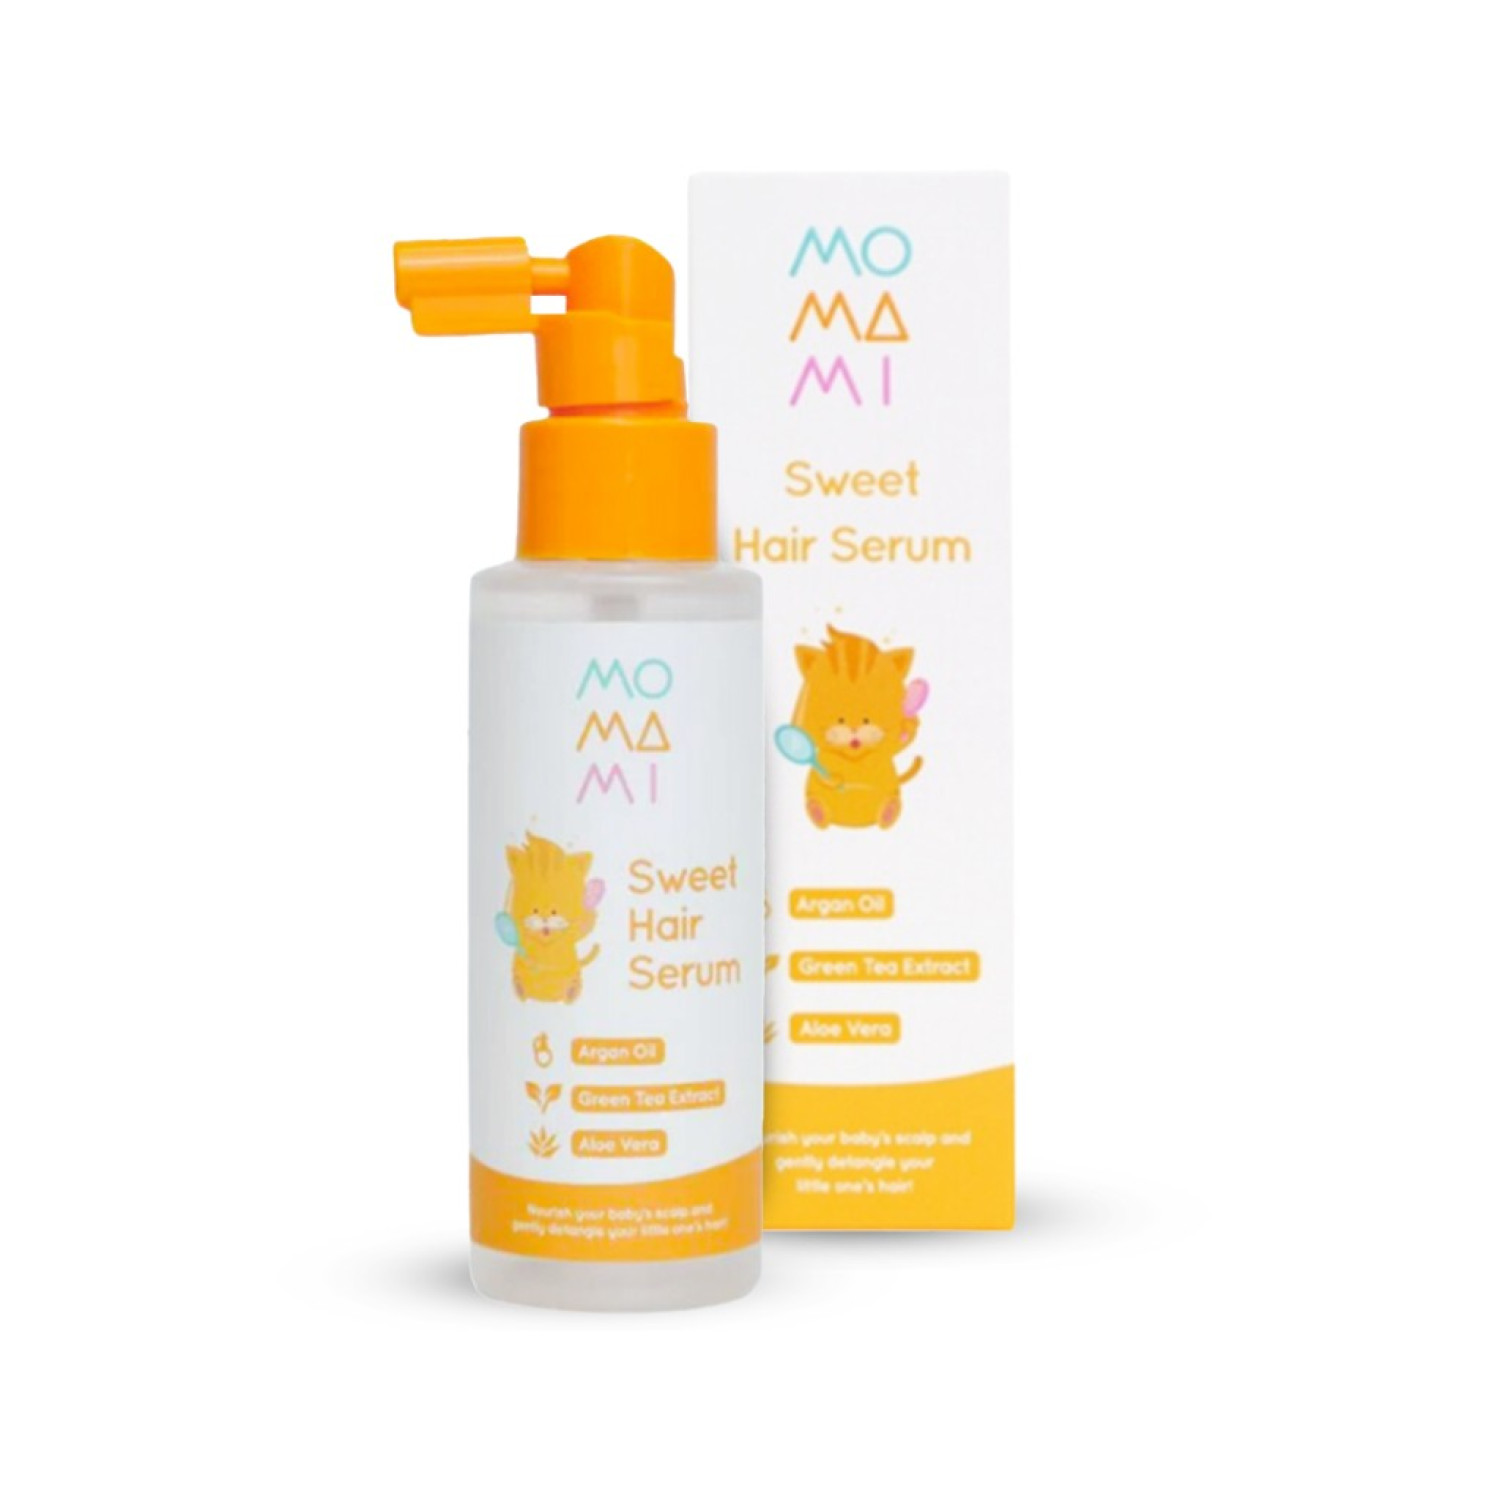 MO
MA
MI
Sweet
Hair Serum
Argan Oil
Green Tea Extract
Aloe Vera
your baby's scalp and
gently detangle your
little one's hair!
MO
MA
MI
Sweet
Hair
Serum
Argan Oil
Green Tea Extract
Aloe Vera
Nourish your baby's scalp and
gently detangle your little one's hair!